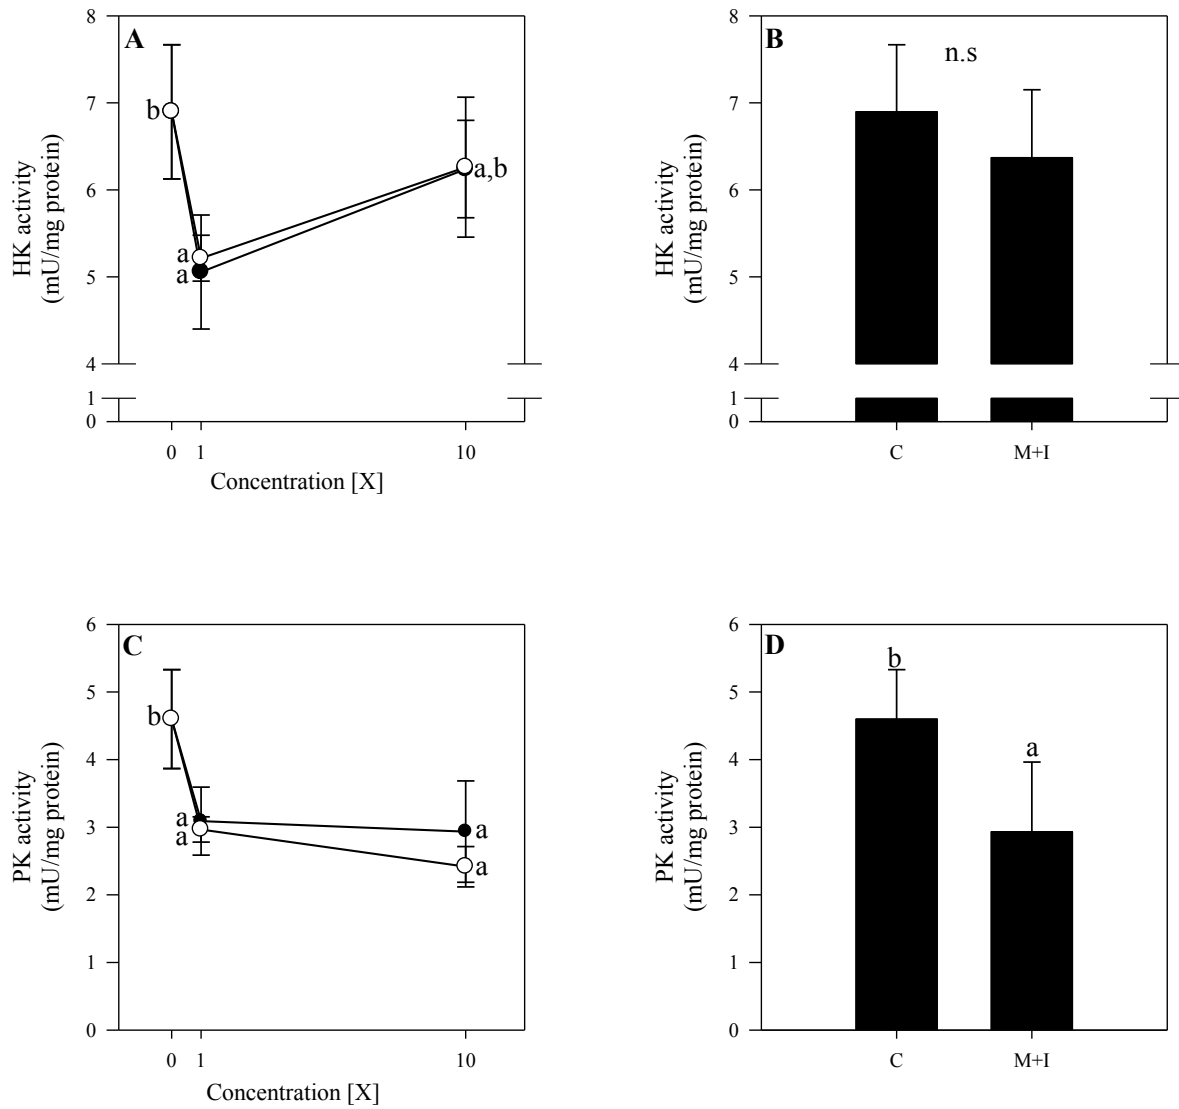 A
8
7
6
5
4
1
0
HK activity
(mU/mg protein)
b
a
a
a,b
0 1 10
Concentration [X]
B
n.s
8
7
6
5
4
1
0
HK activity
(mU/mg protein)
C M+I
C
6
5
4
3
2
1
0
PK activity
(mU/mg protein)
b
a
a
a
a
0 1 10
Concentration [X]
D
6
5
4
3
2
1
0
PK activity
(mU/mg protein)
b
a
C M+I